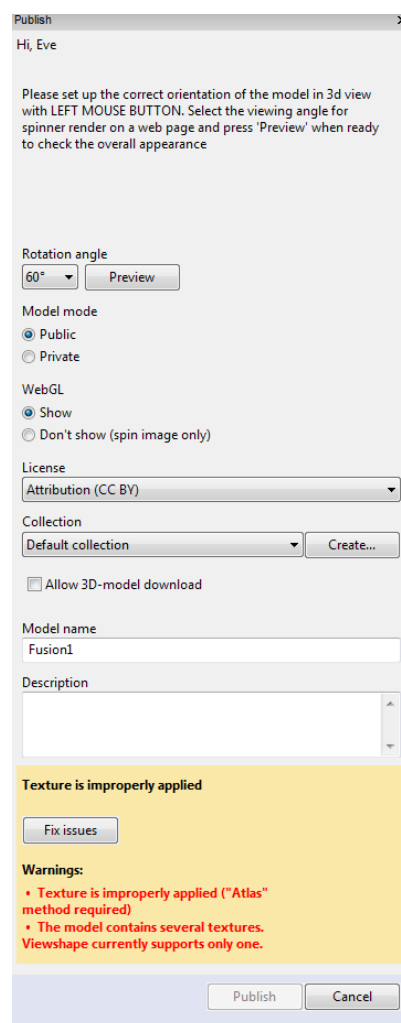 Publish
Hi, Eve
Please set up the correct orientation of the model in 3d view
with LEFT MOUSE BUTTON. Select the viewing angle for
spinner render on a web page and press 'Preview' when ready
to check the overall appearance
Rotation angle
60° Preview
Model mode
Public
Private
WebGL
Show
Don't show (spin image only)
License
Attribution (CC BY)
Collection
Default collection Create...
Allow 3D-model download
Model name
Fusion1
Description
Texture is improperly applied
Fix issues
Warnings:
• Texture is improperly applied ("Atlas"
method required)
• The model contains several textures.
Viewshape currently supports only one.
Publish Cancel